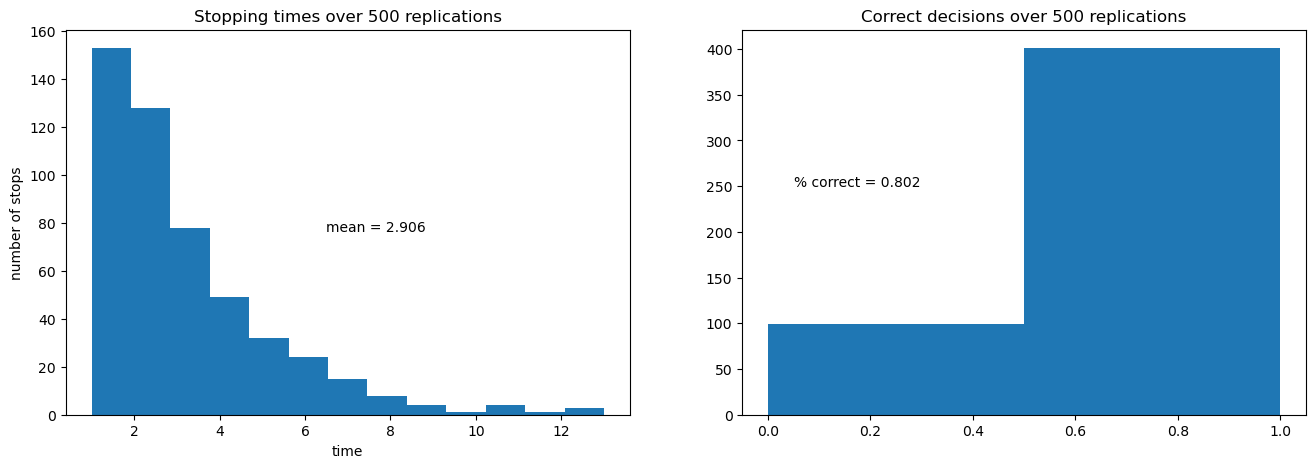 Stopping times over 500 replications
160
140
120
100
80
60
40
20
0
number of stops
mean = 2.906
2 4 6 8 10 12
time
Correct decisions over 500 replications
400
350
300
250
200
150
100
50
0
% correct = 0.802
0.0 0.2 0.4 0.6 0.8 1.0